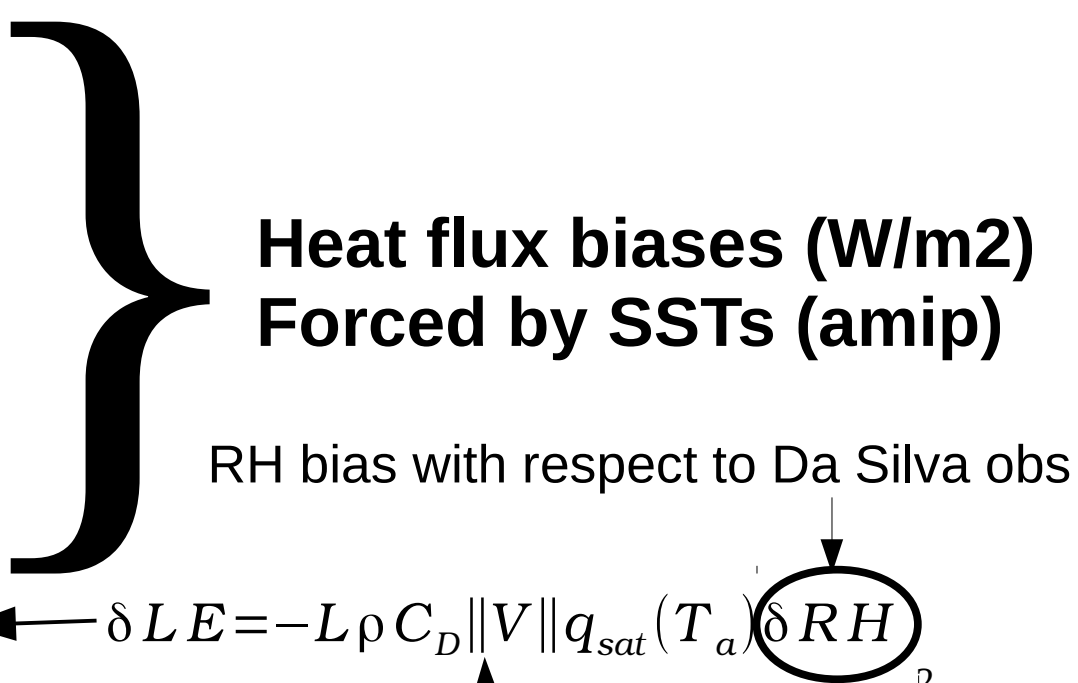 Heat flux biases (W/m2)
Forced by SSTs (amip)
RH bias with respect to Da Silva obs
δLE=−LρC_D‖V‖q_sat(T_a)δRH